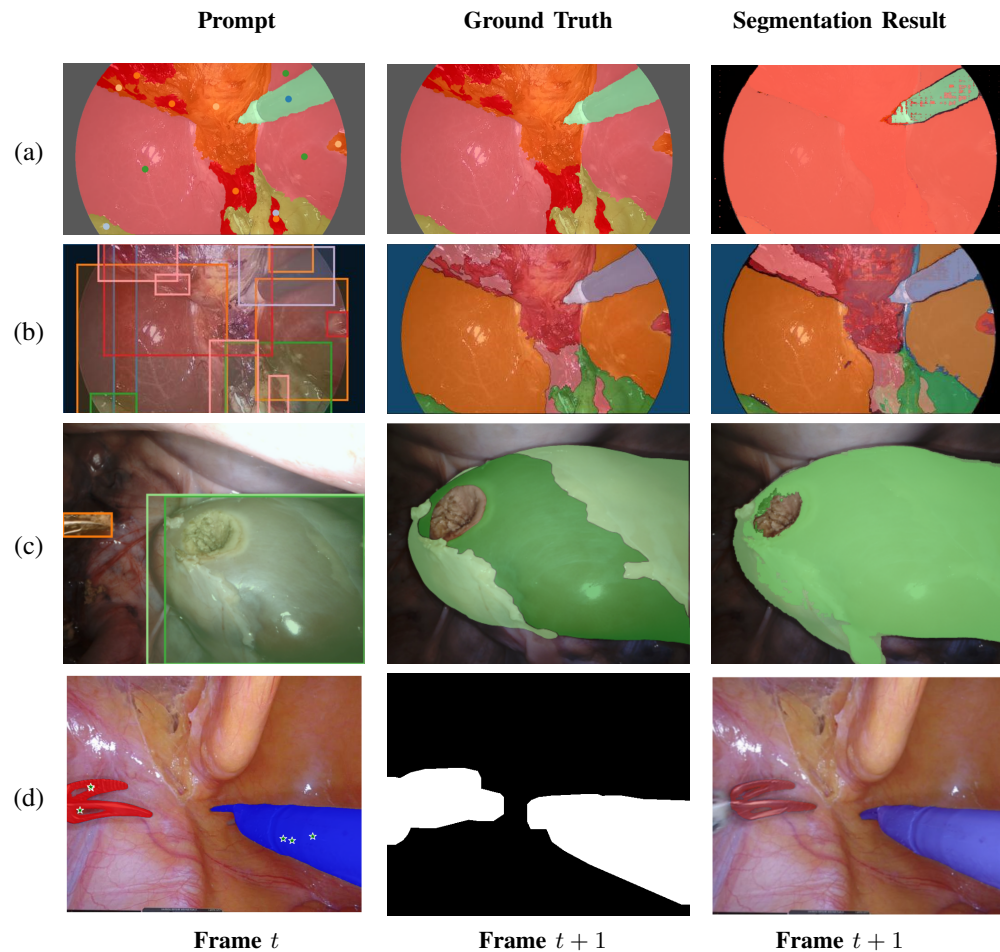 Prompt Ground Truth Segmentation Result
(a)
(b)
(c)
(d)
Frame t Frame t + 1 Frame t + 1